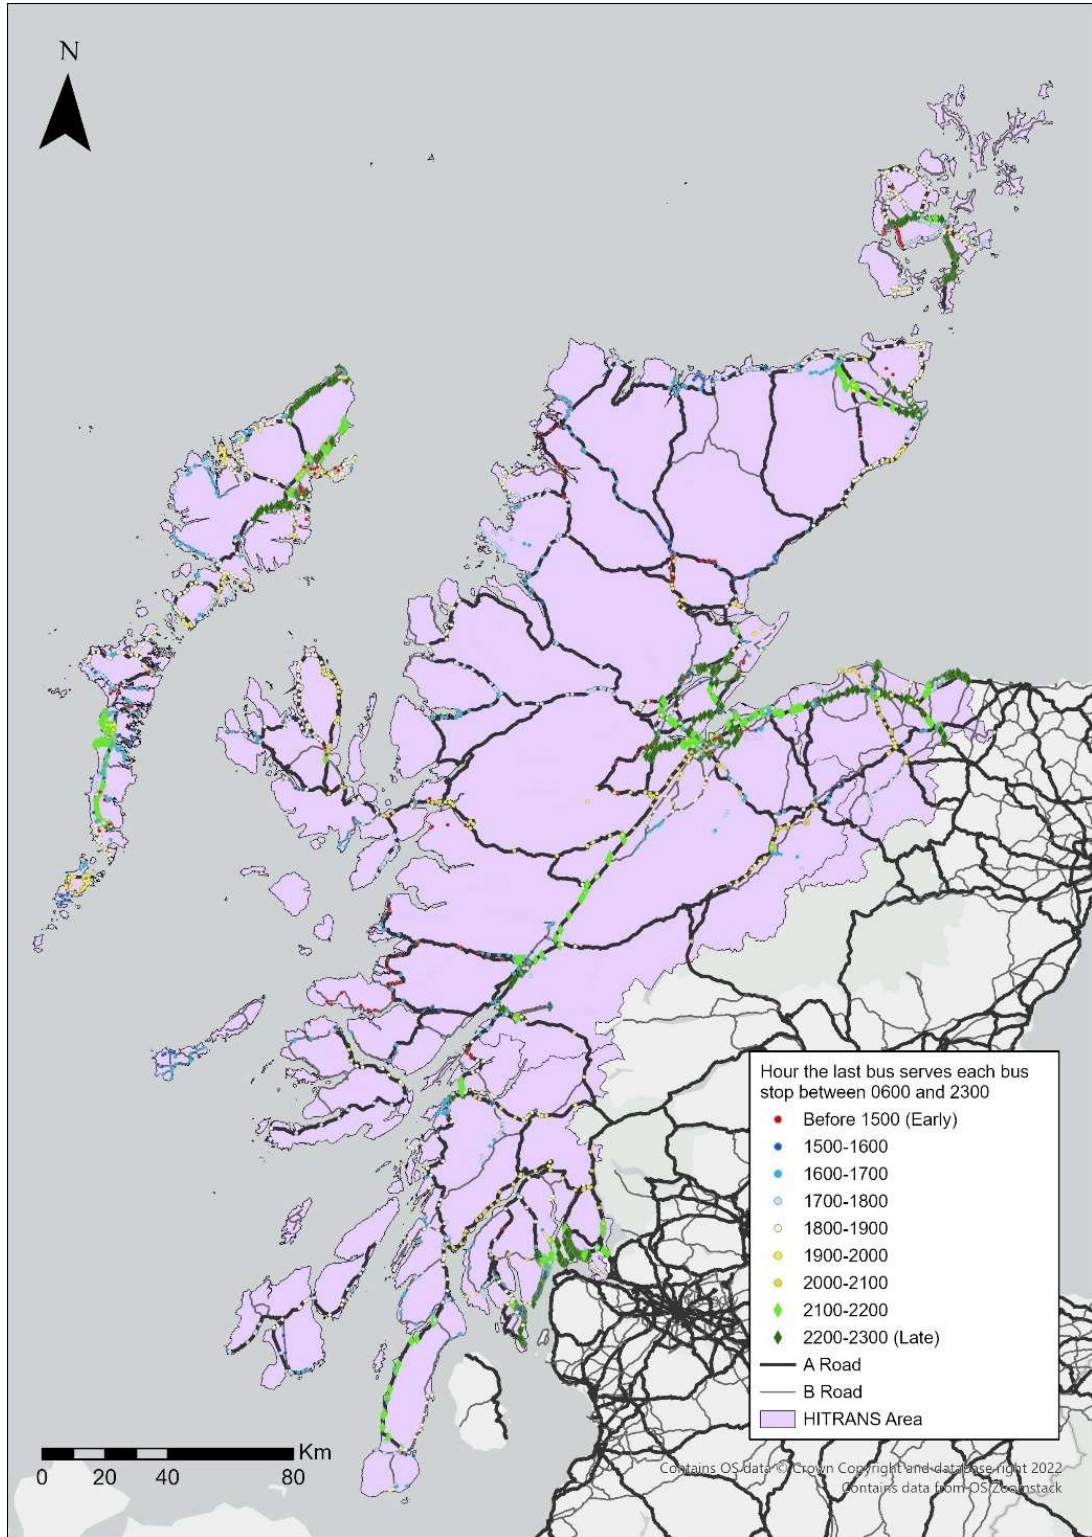 N
Hour the last bus serves each bus
stop between 0600 and 2300
Before 1500 (Early)
1500-1600
1600-1700
1700-1800
1800-1900
1900-2000
2000-2100
2100-2200
2200-2300 (Late)
A Road
B Road
HITRANS Area
Km
0 20 40 80
Contains OS data © Crown Copyright and database right 2022
Contains data from OS Zoomstack